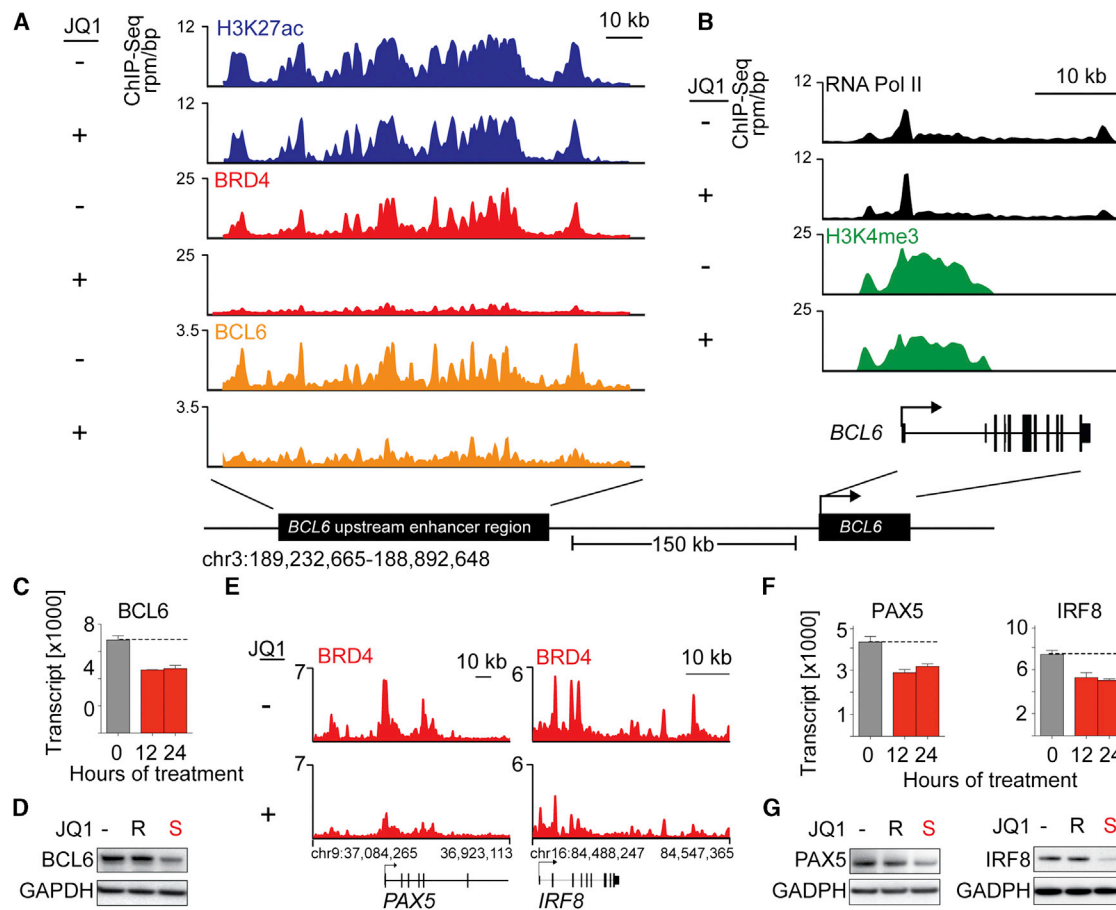 A
JQ1
ChIP-Seq
rpm/bp
12
H3K27ac
10 kb
-
12
+
25
BRD4
-
25
+
3.5
BCL6
-
3.5
+
B
JQ1
ChIP-Seq
rpm/bp
10 kb
12
RNA Pol II
-
12
+
25
H3K4me3
-
25
+
BCL6
BCL6 upstream enhancer region
BCL6
150 kb
chr3:189,232,665-188,892,648
C
BCL6
Transcript [x1000]
8
4
0
0 12 24
Hours of treatment
D
JQ1 - R S
BCL6
GAPDH
E
JQ1
7
BRD4
10 kb
6
BRD4
10 kb
-
7
6
+
chr9:37,084,265 36,923,113
chr16:84,488,247 84,547,365
PAX5
IRF8
F
PAX5
Transcript [x1000]
5
3
1
0 12 24
IRF8
10
6
2
0 12 24
Hours of treatment
G
JQ1 - R S
PAX5
GADPH
JQ1 - R S
IRF8
GADPH